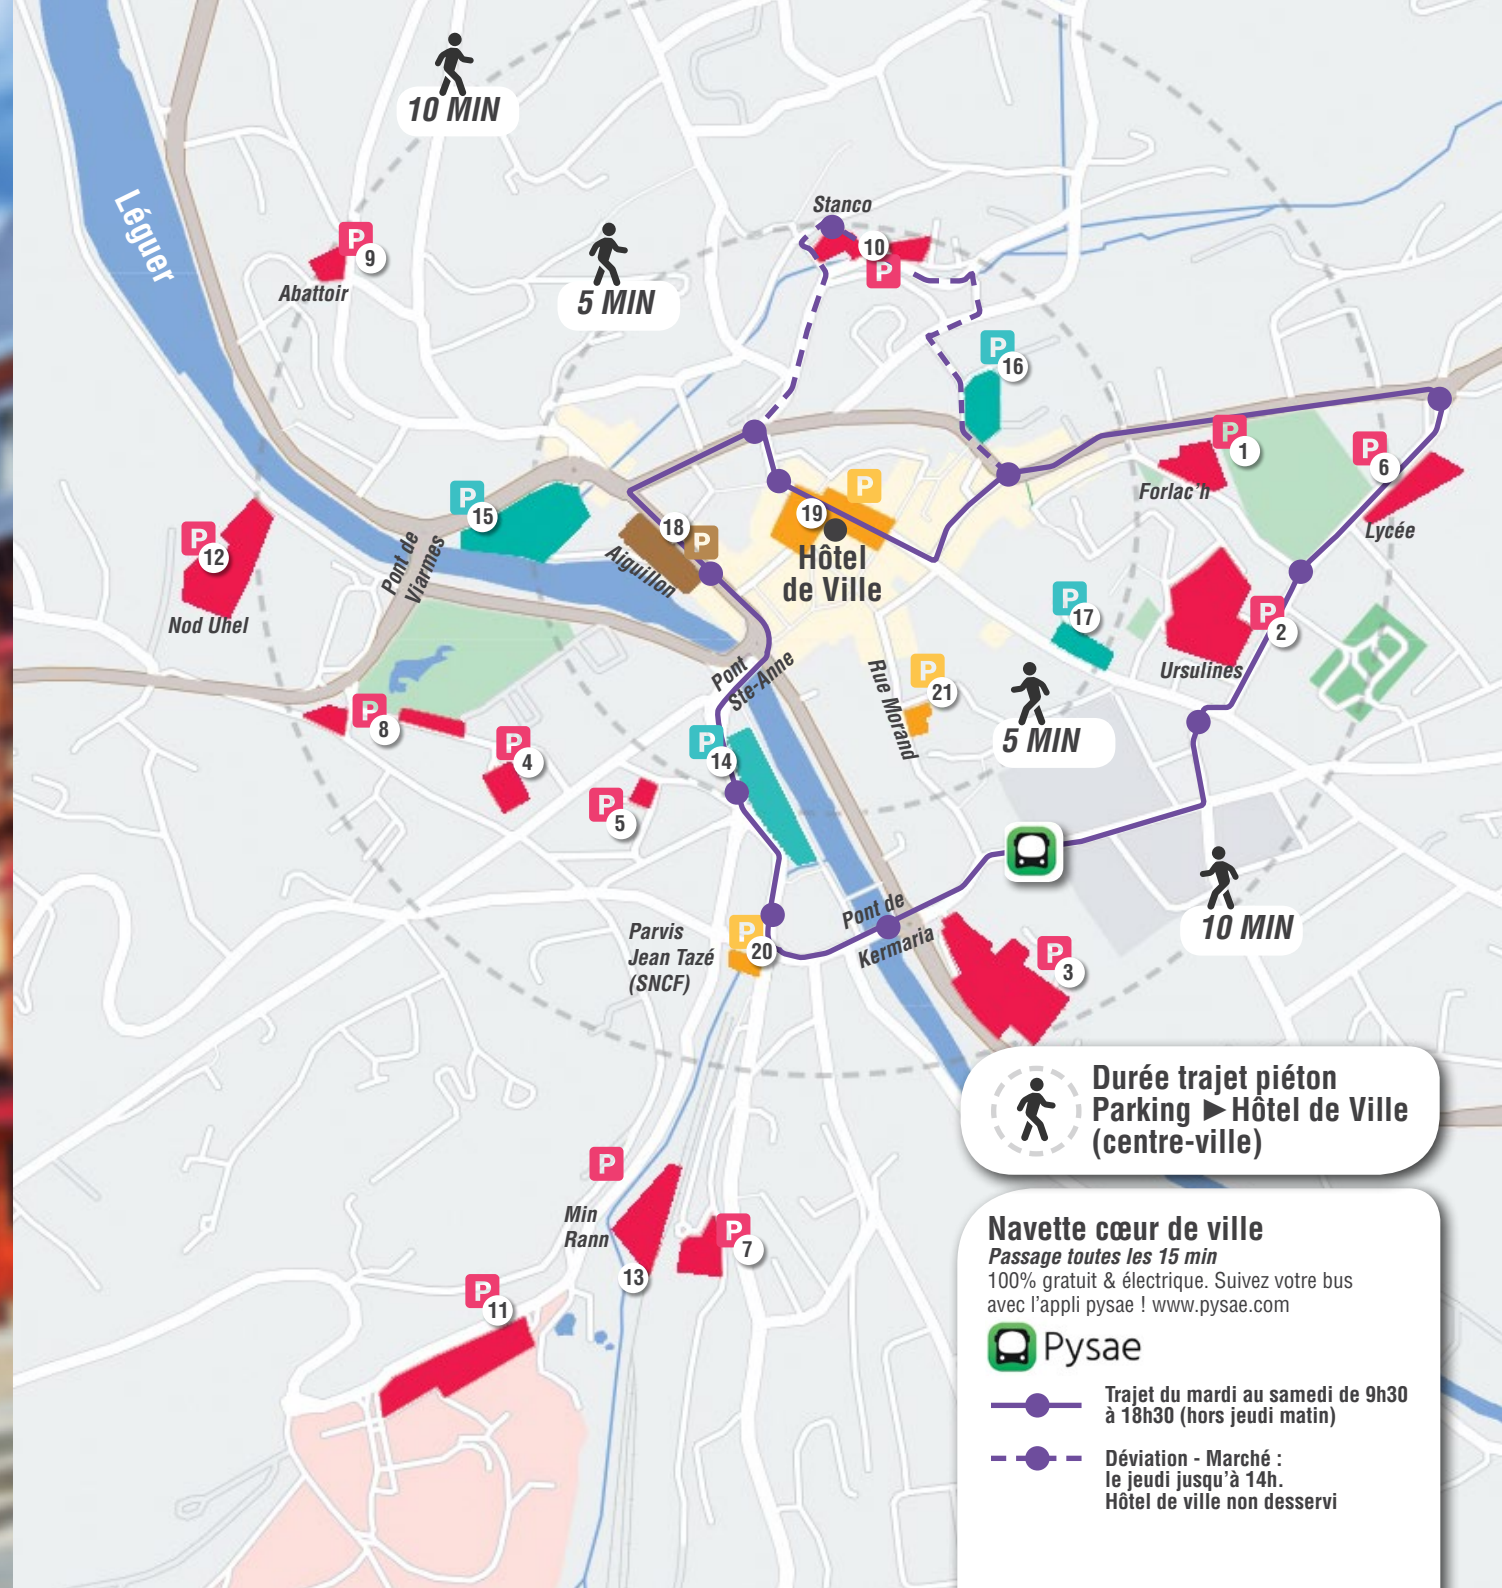 10 MIN
Léguer
Stanco
10
P
P
9
Abattoir
5 MIN
P
16
P
1
Forlac'h
P
6
Lycée
P
15
P
19
Hôtel
de Ville
18
P
Aiguillon
P
12
Nod Uhel
Pont de
Viarmes
P
17
P
2
Ursulines
Pont
Ste-Anne
Rue Morand
P
21
5 MIN
P
8
P
4
P
14
P
5
10 MIN
Parvis
Jean Tazé
(SNCF)
P
20
Pont de
Kermaria
P
3
Durée trajet piéton
Parking ►Hôtel de Ville
(centre-ville)
P
Min
Rann
13
P
7
P
11
Navette cœur de ville
Passage toutes les 15 min
100% gratuit & électrique. Suivez votre bus
avec l'appli pysae ! www.pysae.com
Pysae
Trajet du mardi au samedi de 9h30
à 18h30 (hors jeudi matin)
Déviation - Marché :
le jeudi jusqu'à 14h.
Hôtel de ville non desservi